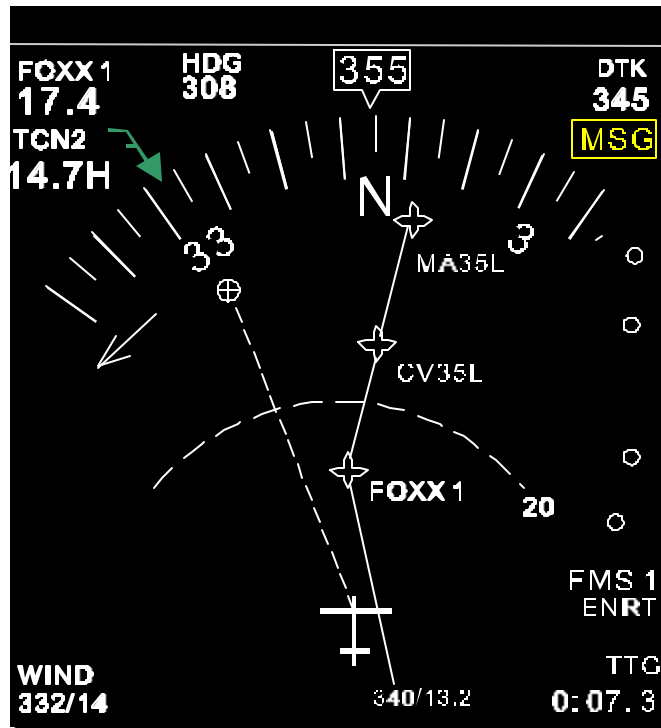 FOXX 1
17.4
TCN2
14.7H
HDG
308
355
DTK
345
MSG
33
N
3
MA35L
CV35L
FOXX 1
20
FMS 1
ENRT
TTG
0:07.3
WIND
332/14
340/13.2